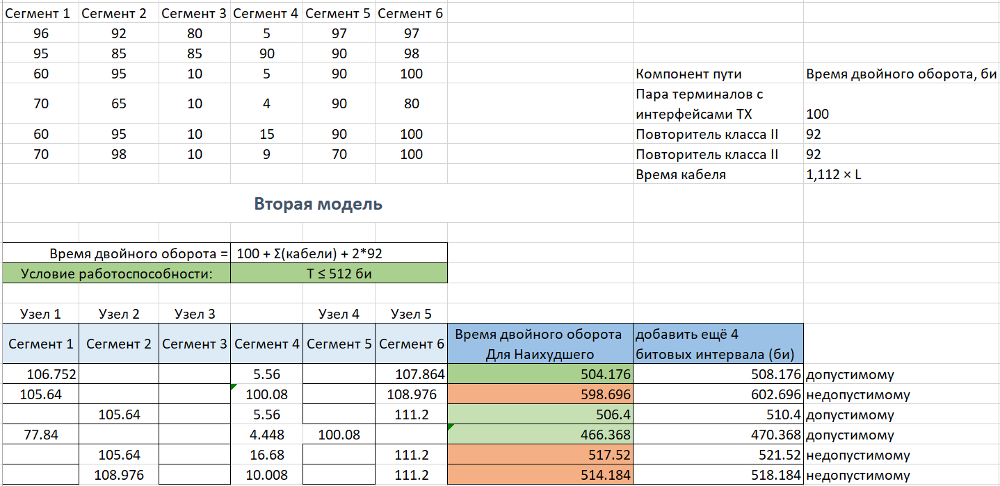 Сегмент 1 Сегмент 2 Сегмент 3 Сегмент 4 Сегмент 5 Сегмент 6
96 92 80 5 97 97
95 85 85 90 90 98
60 95 10 5 90 100 Компонент пути Время двойного оборота, би
Пара терминалов с
70 65 10 4 90 80
интерфейсами TX 100
60 95 10 15 90 100 Повторитель класса II 92
70 98 10 9 70 100 Повторитель класса II 92
Время кабеля 1,112 × L
Вторая модель
Время двойного оборота = 100 + Σ(кабели) + 2*92
Условие работоспособности: T ≤ 512 би
Узел 1 Узел 2 Узел 3 Узел 4 Узел 5
Сегмент 1 Сегмент 2 Сегмент 3 Сегмент 4 Сегмент 5 Сегмент 6
Время двойного оборота
Для Наихудшего
добавить ещё 4
битовых интервала (би)
106.752 5.56 107.864 504.176 508.176 допустимому
105.64 100.08 108.976 598.696 602.696 недопустимому
105.64 5.56 111.2 506.4 510.4 допустимому
77.84 4.448 100.08 466.368 470.368 допустимому
105.64 16.68 111.2 517.52 521.52 недопустимому
108.976 10.008 111.2 514.184 518.184 недопустимому